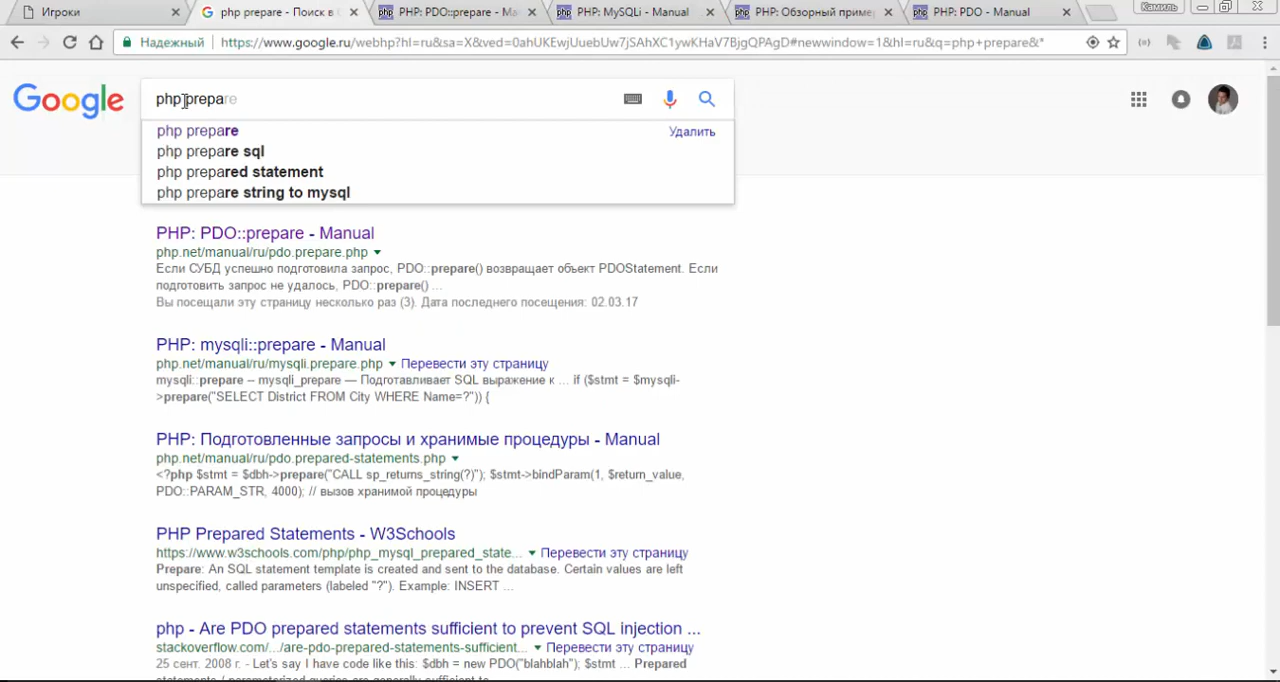 Игроки
php prepare - Поиск в G
PHP: PDO::prepare - Ma
PHP: MySQLi - Manual
PHP: Обзорный приме
PHP: PDO - Manual
Камиль
Надежный
https://www.google.ru/webhp?hl=ru&sa=X&ved=0ahUKEwjUuebUw7jSAhXC1ywKHaV7BjgQPAgD#newwindow=1&hl=ru&q=php+prepare&*
Google
php prepare
php prepare
Удалить
php prepare sql
php prepared statement
php prepare string to mysql
PHP: PDO::prepare - Manual
php.net/manual/ru/pdo.prepare.php
Если СУБД успешно подготовила запрос, PDO::prepare() возвращает объект PDOStatement. Если
подготовить запрос не удалось, PDO::prepare() ...
Вы посещали эту страницу несколько раз (3). Дата последнего посещения: 02.03.17
PHP: mysqli::prepare - Manual
php.net/manual/ru/mysqli.prepare.php Перевести эту страницу
mysqli::prepare -- mysqli_prepare — Подготавливает SQL выражение к ... if ($stmt = $mysqli-
>prepare("SELECT District FROM City WHERE Name=?")) {
PHP: Подготовленные запросы и хранимые процедуры - Manual
php.net/manual/ru/pdo.prepared-statements.php
<?php $stmt = $dbh->prepare("CALL sp_returns_string(?)"); $stmt->bindParam(1, $return_value,
PDO::PARAM_STR, 4000); // вызов хранимой процедуры
PHP Prepared Statements - W3Schools
https://www.w3schools.com/php/php_mysql_prepared_state... Перевести эту страницу
Prepare: An SQL statement template is created and sent to the database. Certain values are left
unspecified, called parameters (labeled "?"). Example: INSERT ...
php - Are PDO prepared statements sufficient to prevent SQL injection ...
stackoverflow.com/.../are-pdo-prepared-statements-sufficient... Перевести эту страницу
25 сент. 2008 г. - Let's say I have code like this: $dbh = new PDO("blahblah"); $stmt ... Prepared
statements / parameterized queries are generally sufficient to